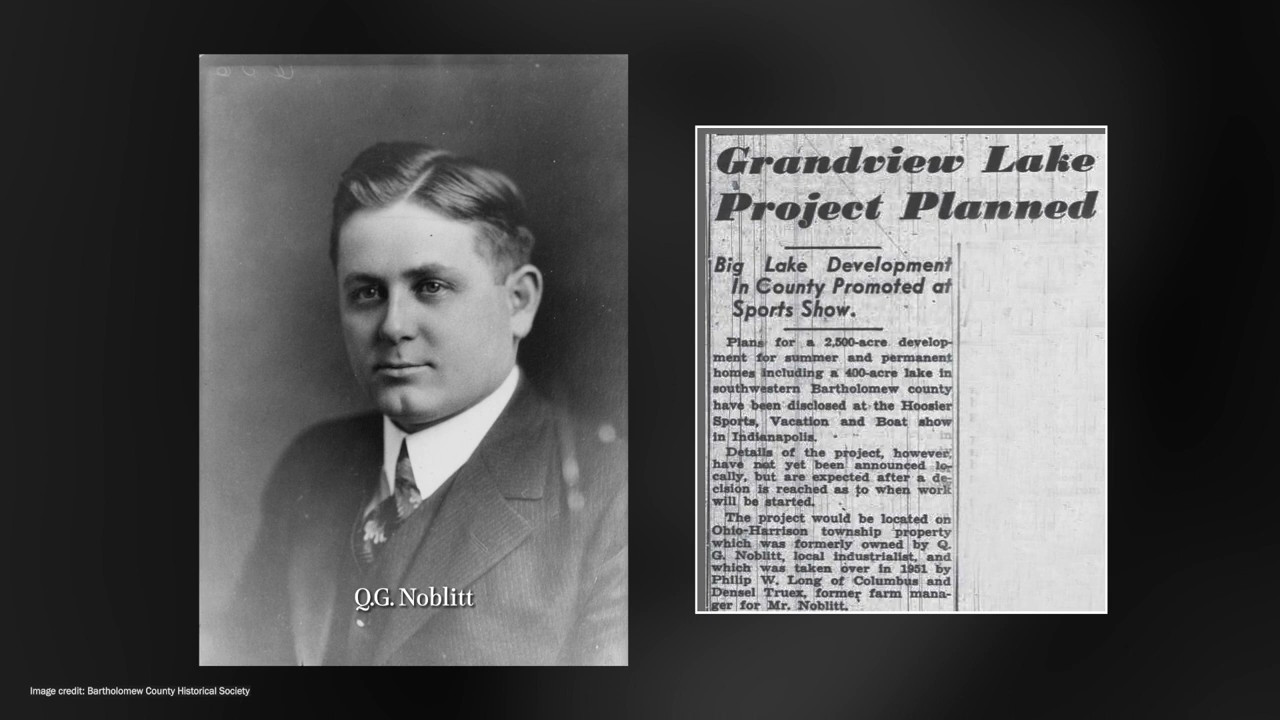 Q.G. Noblitt
Grandview Lake
Project Planned
Big Lake Development
In County Promoted at
Sports Show.
Plans for a 2,500-acre develop-
ment for summer and permanent
homes including a 400-acre lake in
southwestern Bartholomew county
have been disclosed at the Hoosier
Sports, Vacation and Boat show
in Indianapolis.
Details of the project, however,
have not yet been announced lo-
cally, but are expected after a de-
cision is reached as to when work
will be started.
The project would be located on
Ohio-Harrison township property
which was formerly owned by Q.
G. Noblitt, local industrialist, and
which was taken over in 1951 by
Philip W. Long of Columbus and
Densel Truex, former farm mana-
ger for Mr. Noblitt.
Image credit: Bartholomew County Historical Society